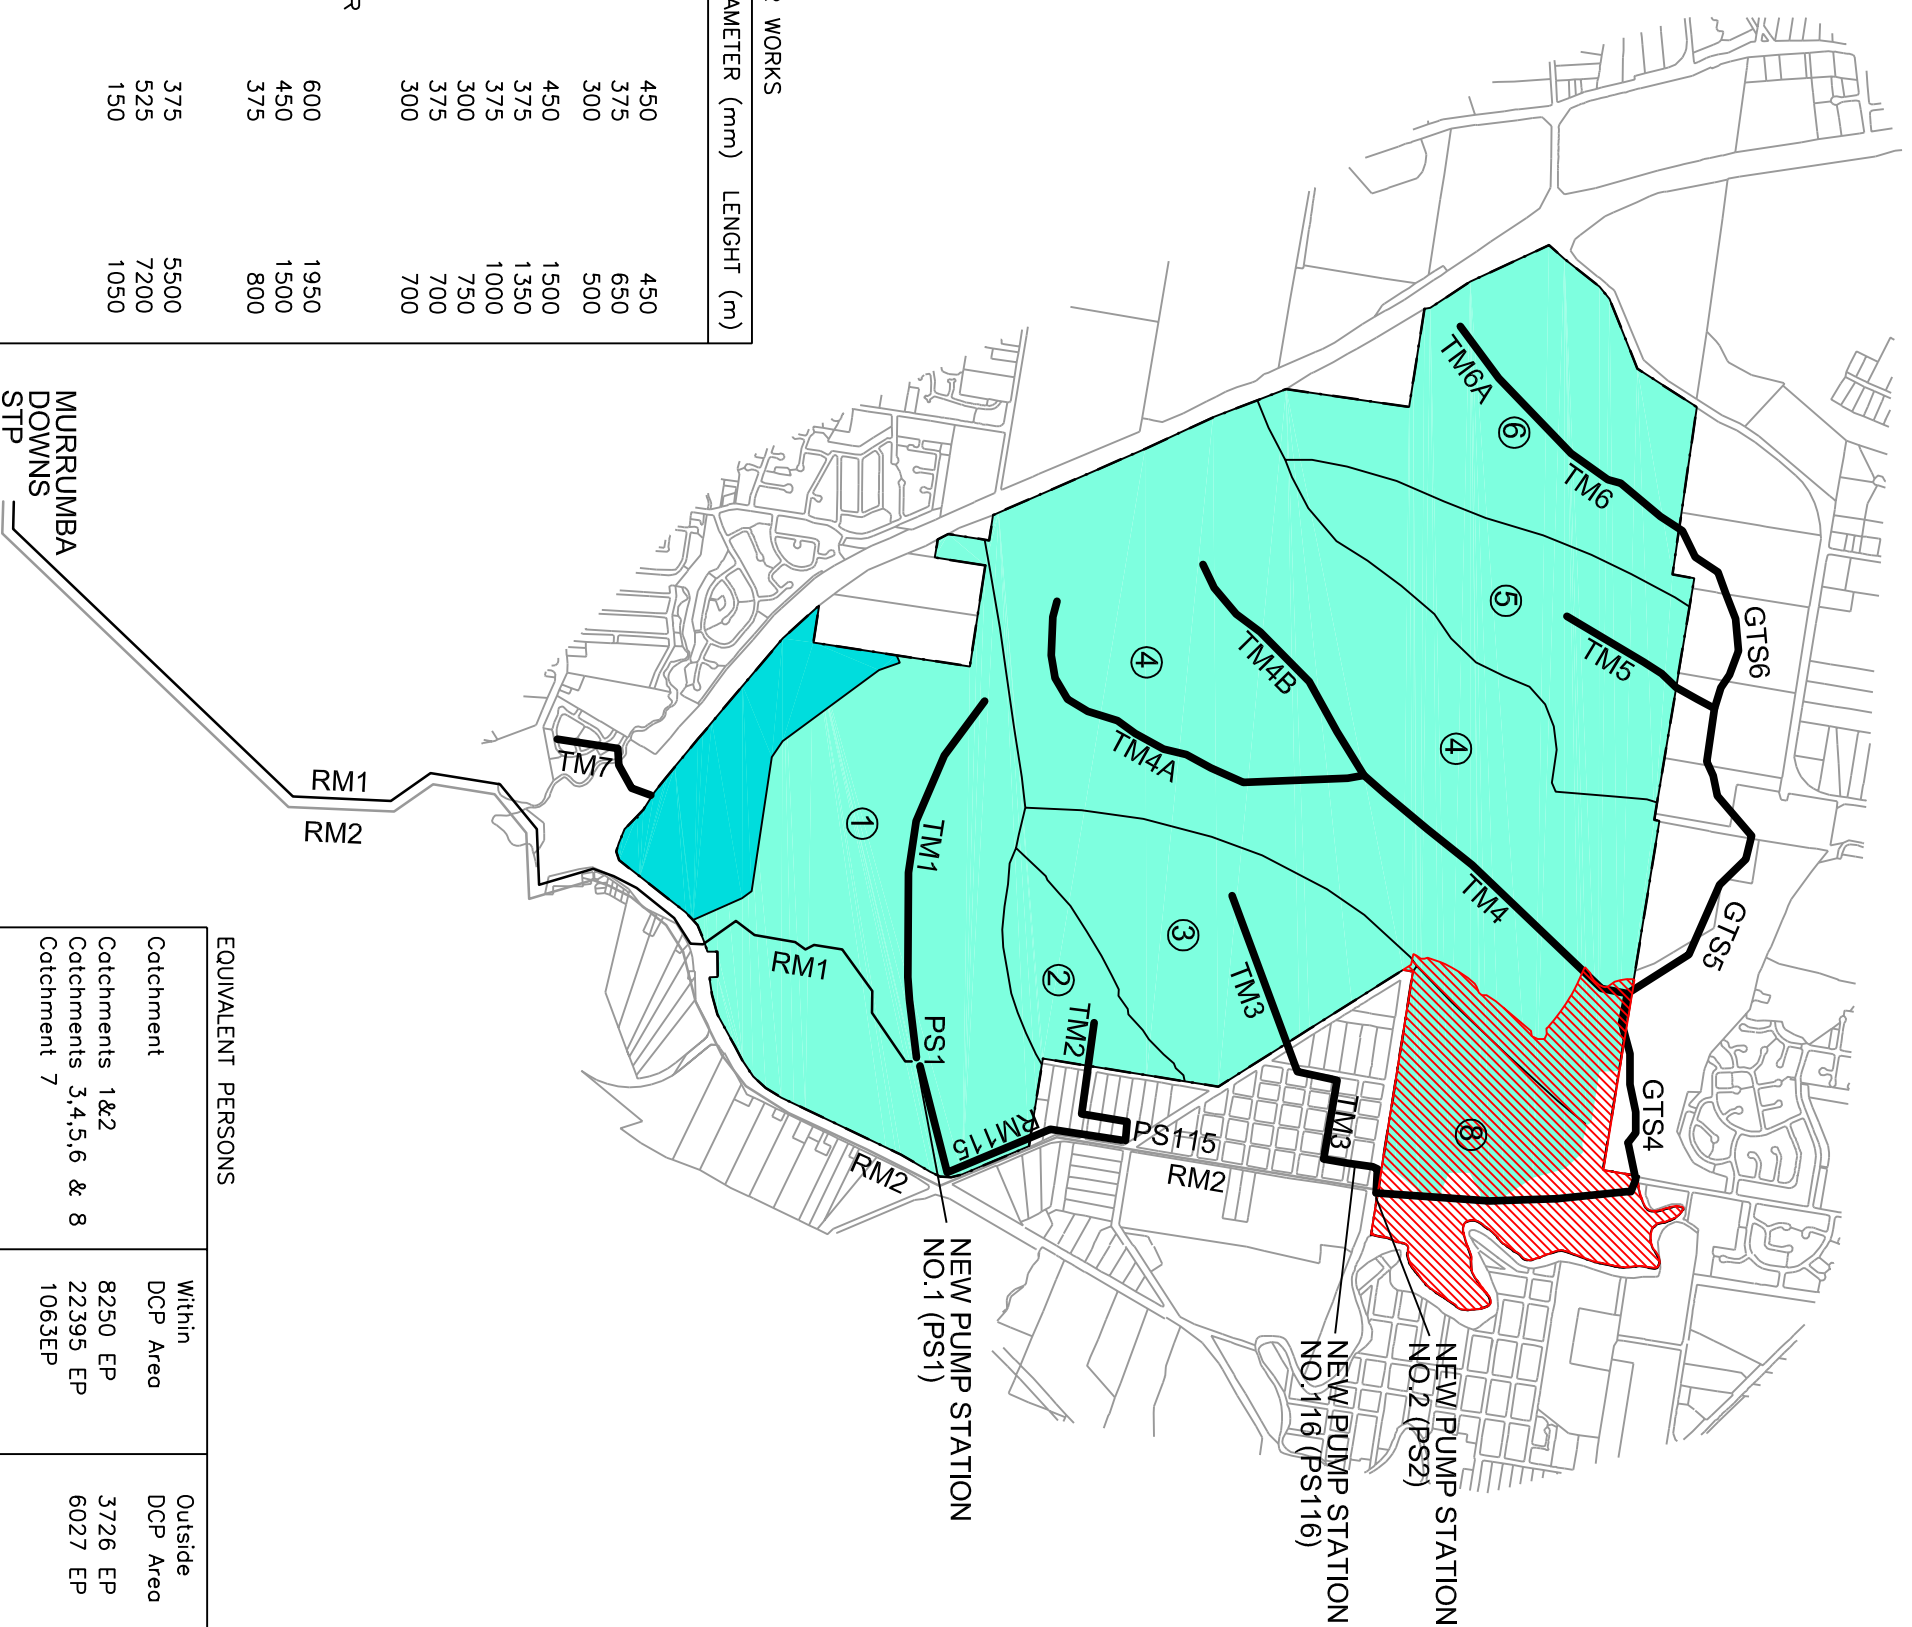 R WORKS
AMETER (mm) LENGHT (m)
450 450
375 650
300 500
450 1500
375 1350
375 1000
300 750
375 700
300 700
R
600 1950
450 1500
375 800
375 5500
525 7200
150 1050
MURRUMBA
DOWNS
STP
RM1
RM2
TM7
TM6A
6
TM6
GTS6
5
TM5
4
TM4B
4
TM4A
TM4
GTS5
1
TM1
RM1
PS1
2
TM2
3
TM3
TM3
GTS4
8
RM115
PS115
RM2
RM2
NEW PUMP STATION
NO.1 (PS1)
NEW PUMP STATION
NO.116 (PS116)
NEW PUMP STATION
NO.2 (PS2)
EQUIVALENT PERSONS
Catchment Within DCP Area Outside DCP Area
Catchments 1&2 8250 EP 3726 EP
Catchments 3,4,5,6 & 8 22395 EP 6027 EP
Catchment 7 1063EP